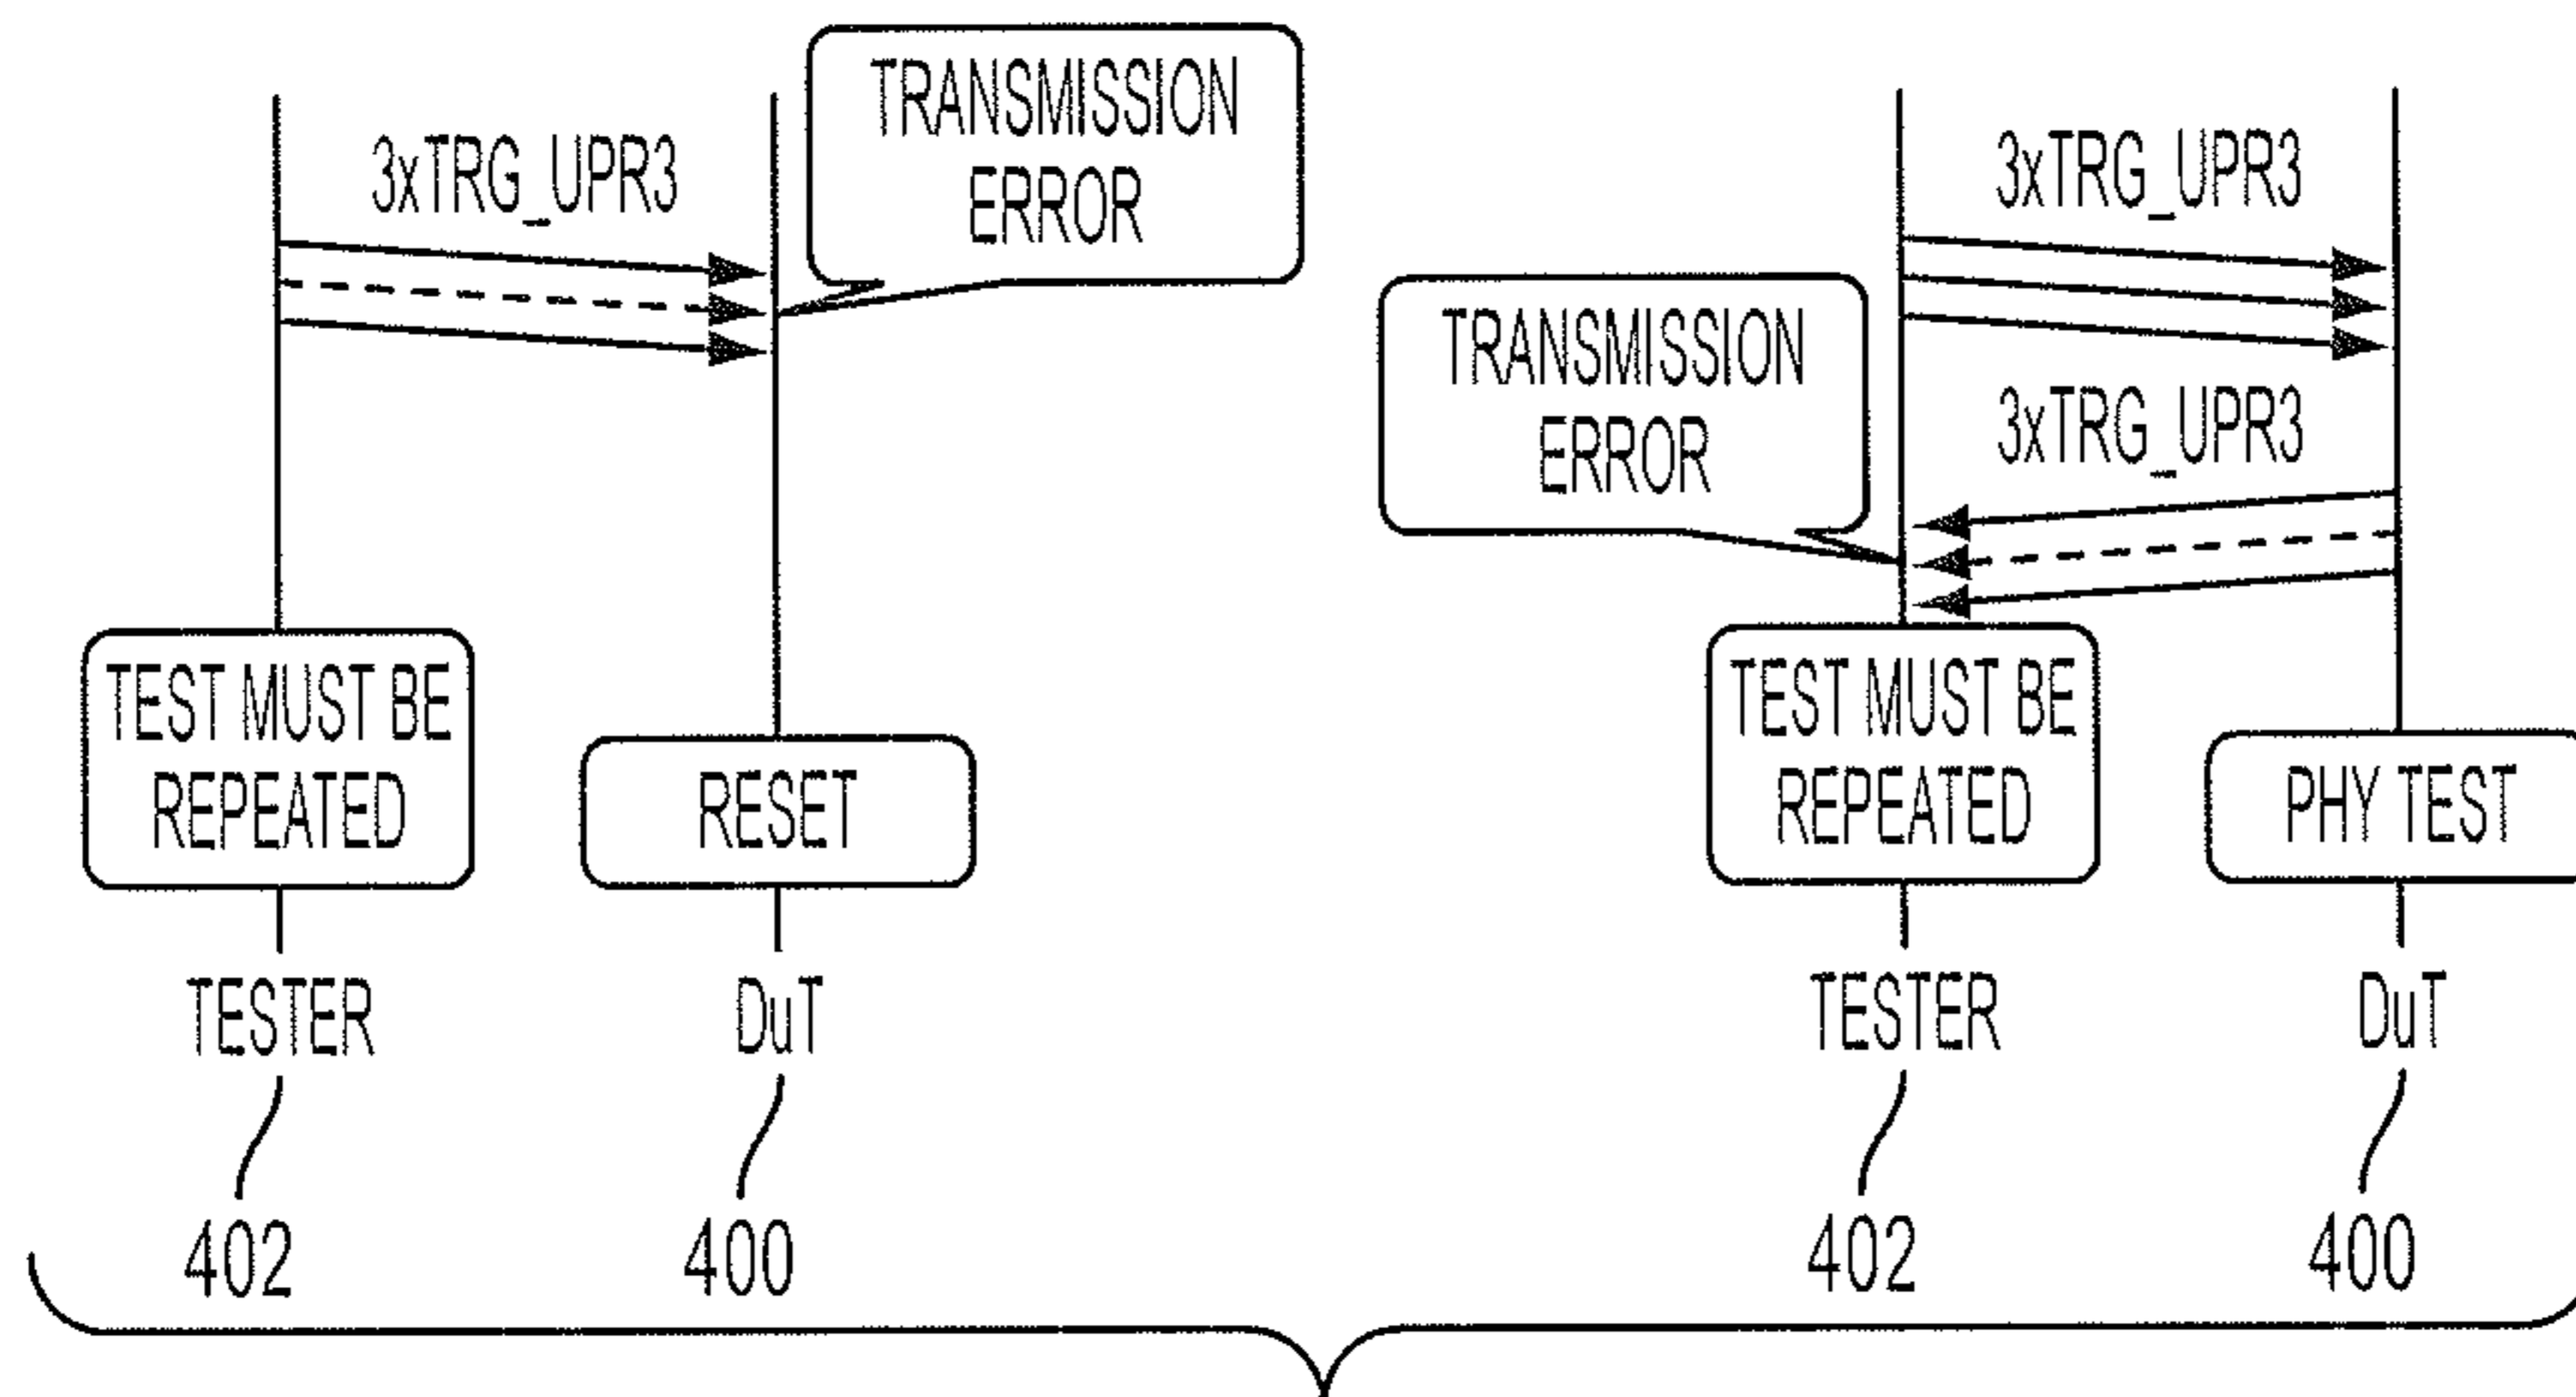 3xTRG_UPR3
TRANSMISSION
ERROR
TEST MUST BE
REPEATED
RESET
TESTER
DuT
402
400
3xTRG_UPR3
TRANSMISSION
ERROR
3xTRG_UPR3
TEST MUST BE
REPEATED
PHY TEST
TESTER
DuT
402
400